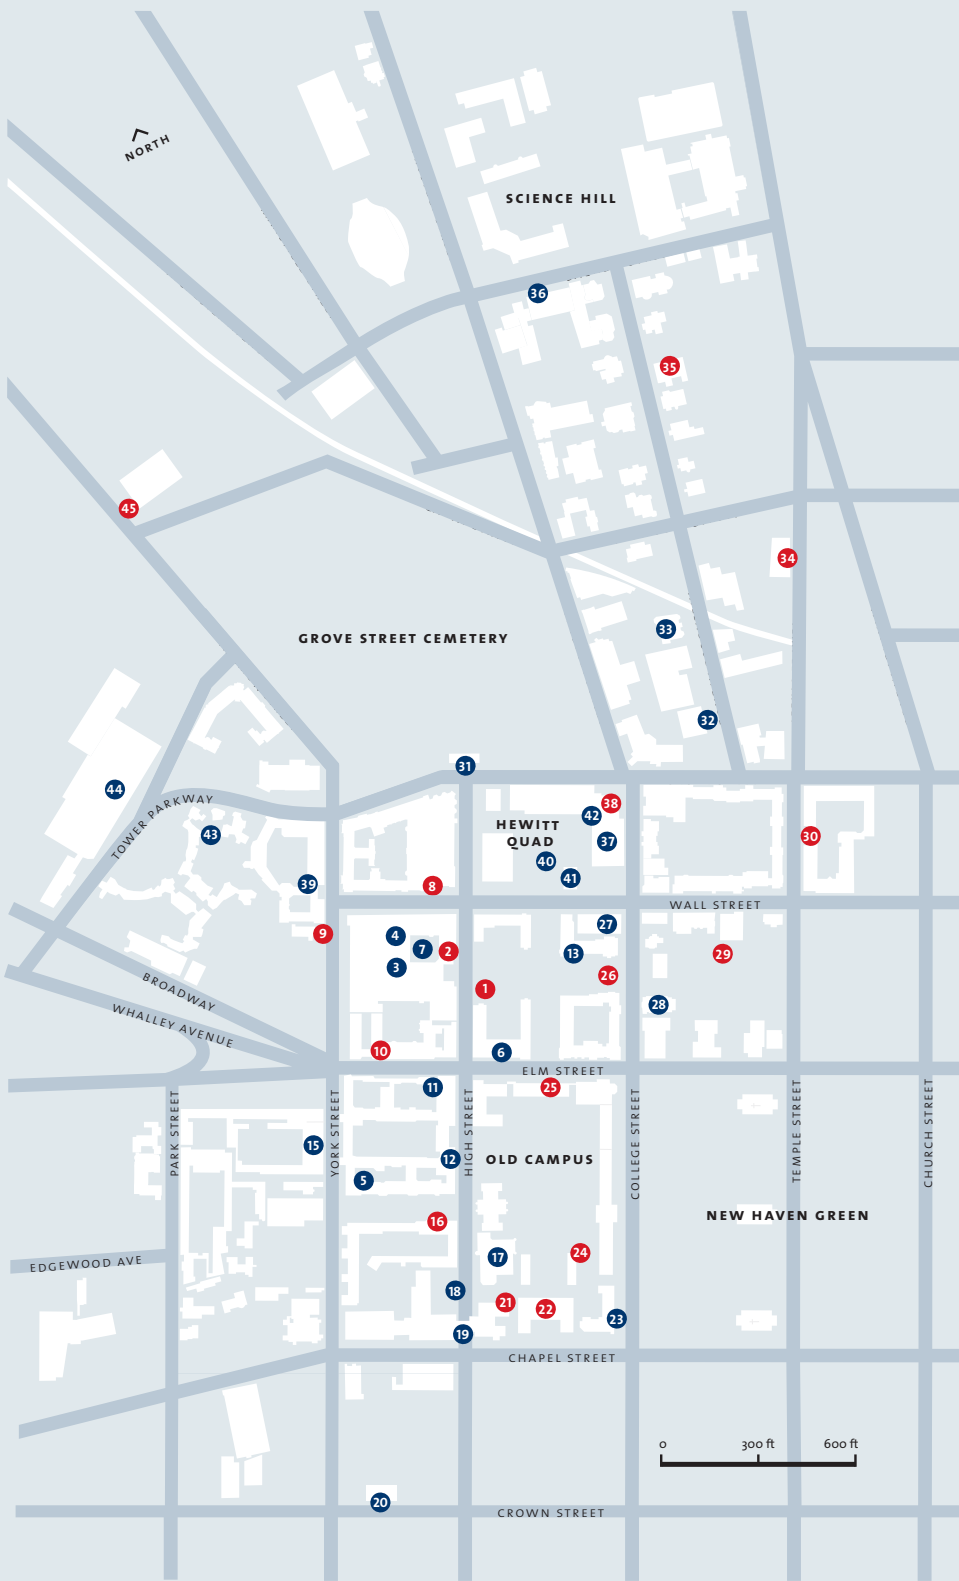 NORTH
SCIENCE HILL
36
35
45
34
GROVE STREET CEMETERY
33
32
31
44
TOWER PARKWAY
43
38
42
HEWITT
QUAD
37
30
40
41
39
8
WALL STREET
9
4
7
2
3
27
13
26
29
1
28
BROADWAY
WHALLEY AVENUE
10
6
ELM STREET
11
25
PARK STREET
YORK STREET
HIGH STREET
COLLEGE STREET
TEMPLE STREET
CHURCH STREET
15
12
OLD CAMPUS
5
16
NEW HAVEN GREEN
17
24
EDGEWOOD AVE
18
21
22
23
19
CHAPEL STREET
0 300 ft 600 ft
20
CROWN STREET